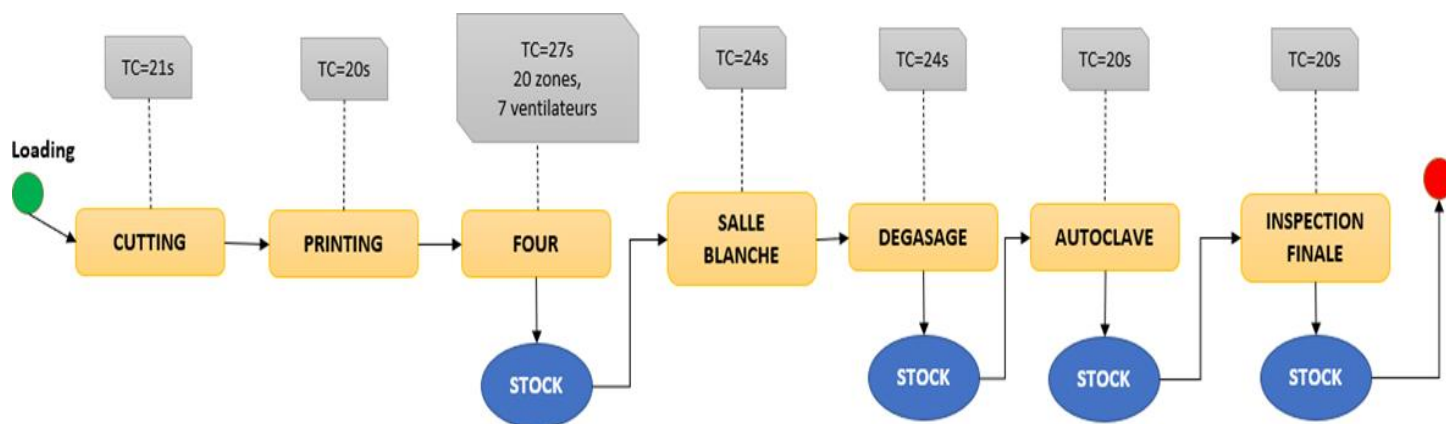 TC=21s
TC=20s
TC=27s
20 zones,
7 ventilateurs
TC=24s
TC=24s
TC=20s
TC=20s
Loading
CUTTING
PRINTING
FOUR
SALLE
BLANCHE
DEGASAGE
AUTOCLAVE
INSPECTION
FINALE
STOCK
STOCK
STOCK
STOCK